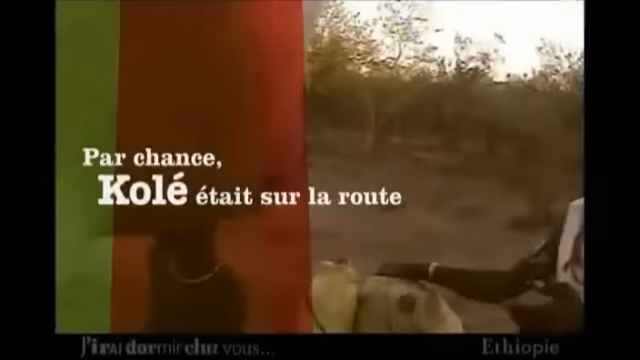 Par chance,
Kolé était sur la route
J'irai dormir chez vous...
Ethiopie